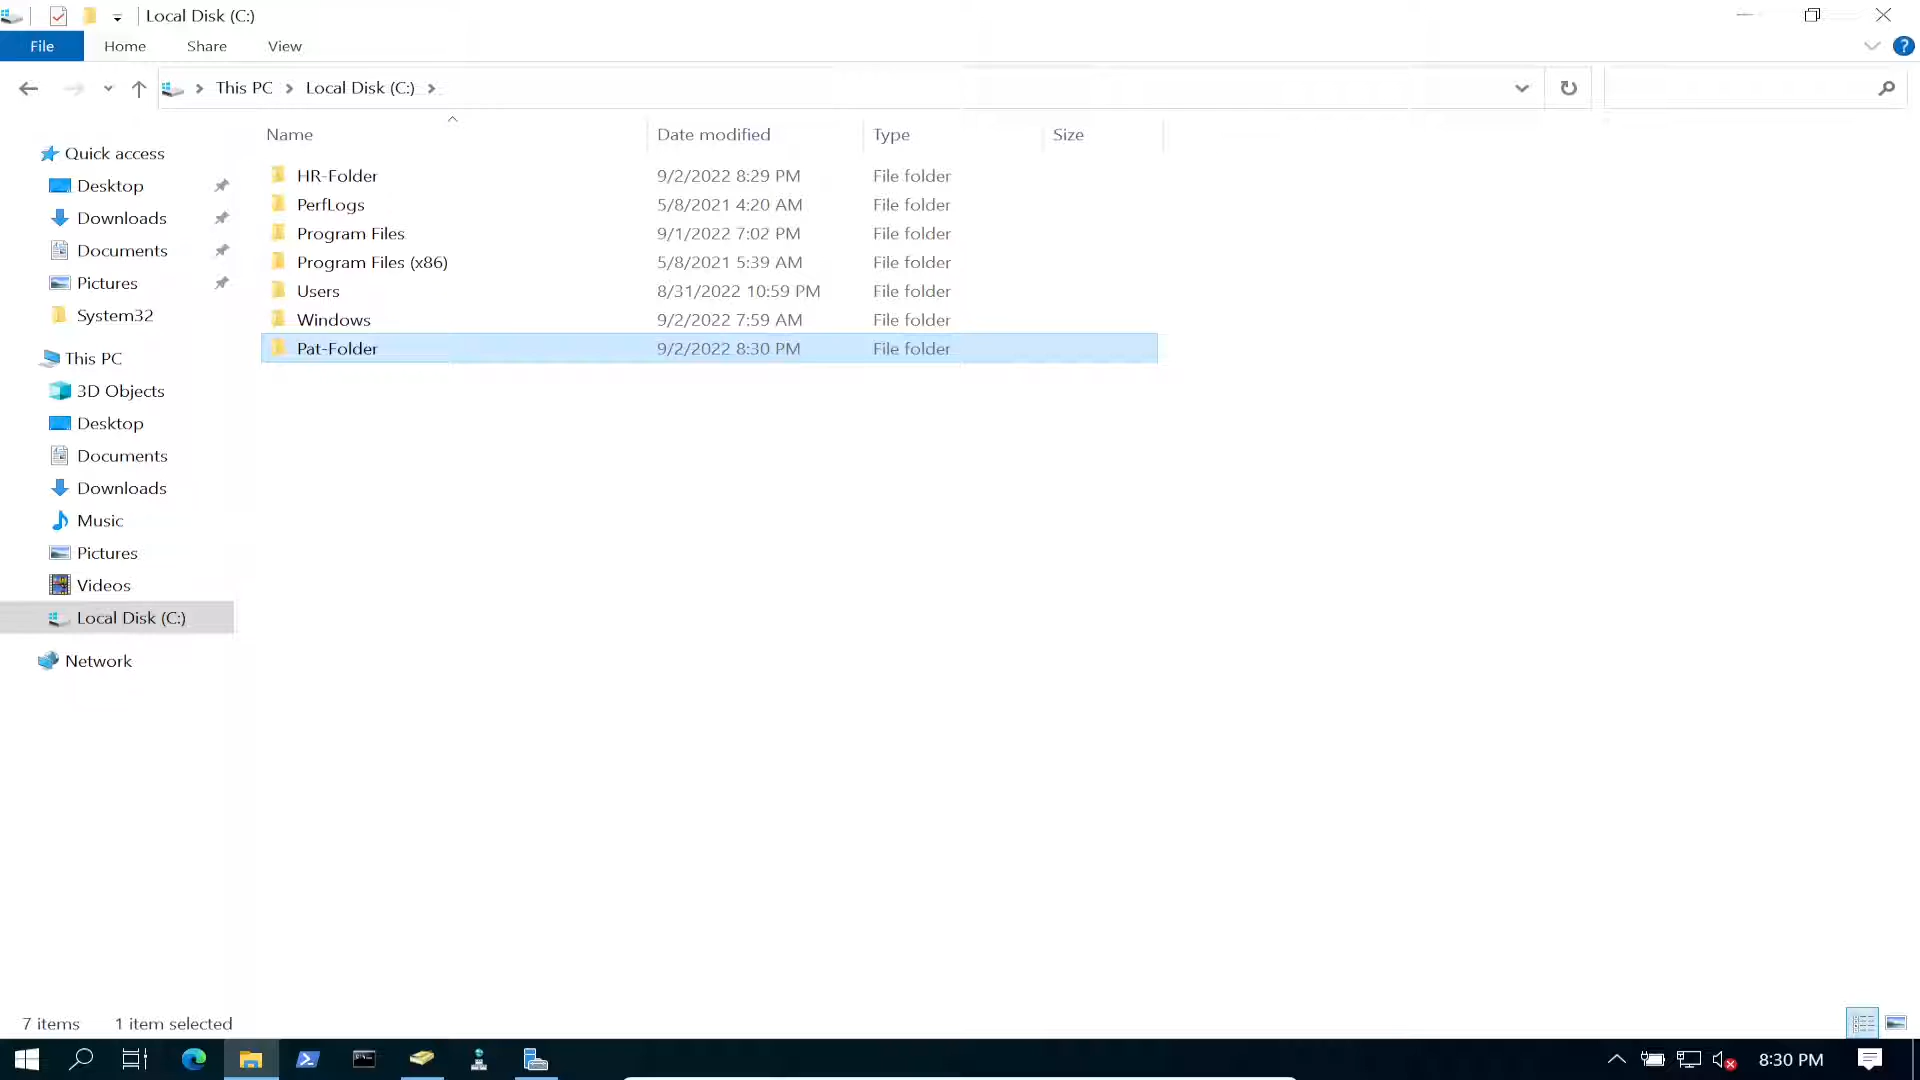 Local Disk (C:)
File Home Share View
?
This PC Local Disk (C:)
Name Date modified Type Size
Quick access
Desktop
Downloads
Documents
Pictures
System32
This PC
3D Objects
Desktop
Documents
Downloads
Music
Pictures
Videos
Local Disk (C:)
Network
HR-Folder 9/2/2022 8:29 PM File folder
PerfLogs 5/8/2021 4:20 AM File folder
Program Files 9/1/2022 7:02 PM File folder
Program Files (x86) 5/8/2021 5:39 AM File folder
Users 8/31/2022 10:59 PM File folder
Windows 9/2/2022 7:59 AM File folder
Pat-Folder 9/2/2022 8:30 PM File folder
7 items 1 item selected
8:30 PM